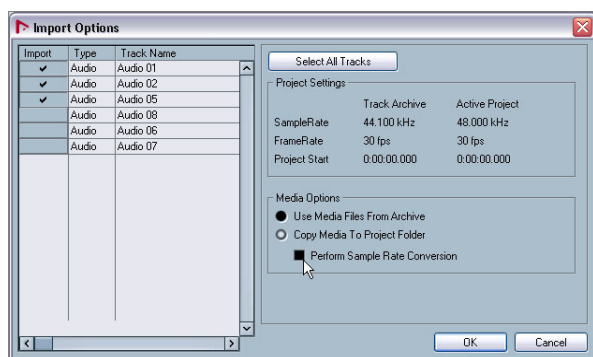 Import Options
Import Type Track Name
Audio Audio 01
Audio Audio 02
Audio Audio 05
Audio Audio 08
Audio Audio 06
Audio Audio 07
Select All Tracks
Project Settings
Track Archive Active Project
SampleRate 44.100 kHz 48.000 kHz
FrameRate 30 fps 30 fps
Project Start 0:00:00.000 0:00:00.000
Media Options
Use Media Files From Archive
Copy Media To Project Folder
Perform Sample Rate Conversion
OK Cancel